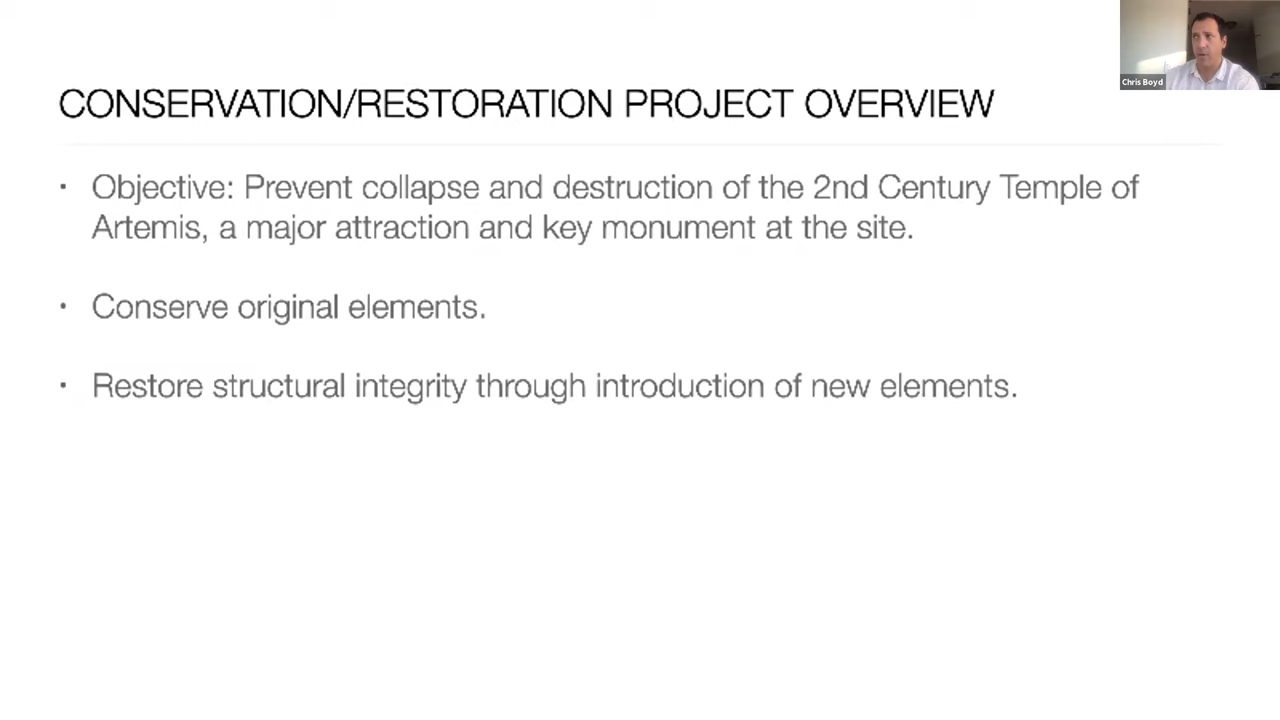 Chris Boyd
CONSERVATION/RESTORATION PROJECT OVERVIEW
• Objective: Prevent collapse and destruction of the 2nd Century Temple of
Artemis, a major attraction and key monument at the site.
• Conserve original elements.
• Restore structural integrity through introduction of new elements.